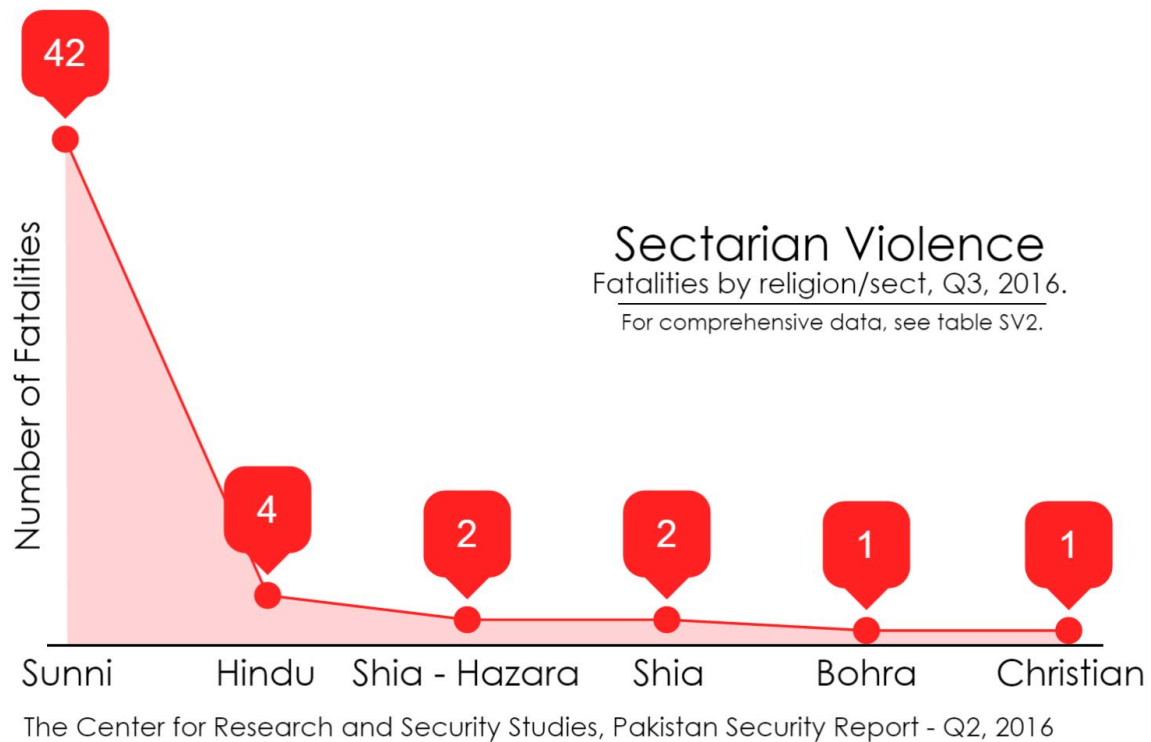 42
Number of Fatalities
Sectarian Violence
Fatalities by religion/sect, Q3, 2016.
For comprehensive data, see table SV2.
4
2
2
1
1
Sunni
Hindu
Shia - Hazara
Shia
Bohra
Christian
The Center for Research and Security Studies, Pakistan Security Report - Q2, 2016